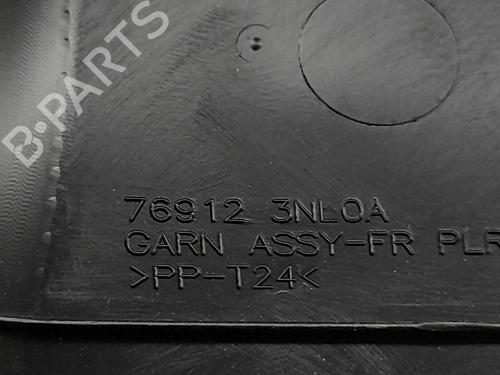 B-PARTS
76912 3NL0A
GARN ASSY-FR PLR
>PP-T24<